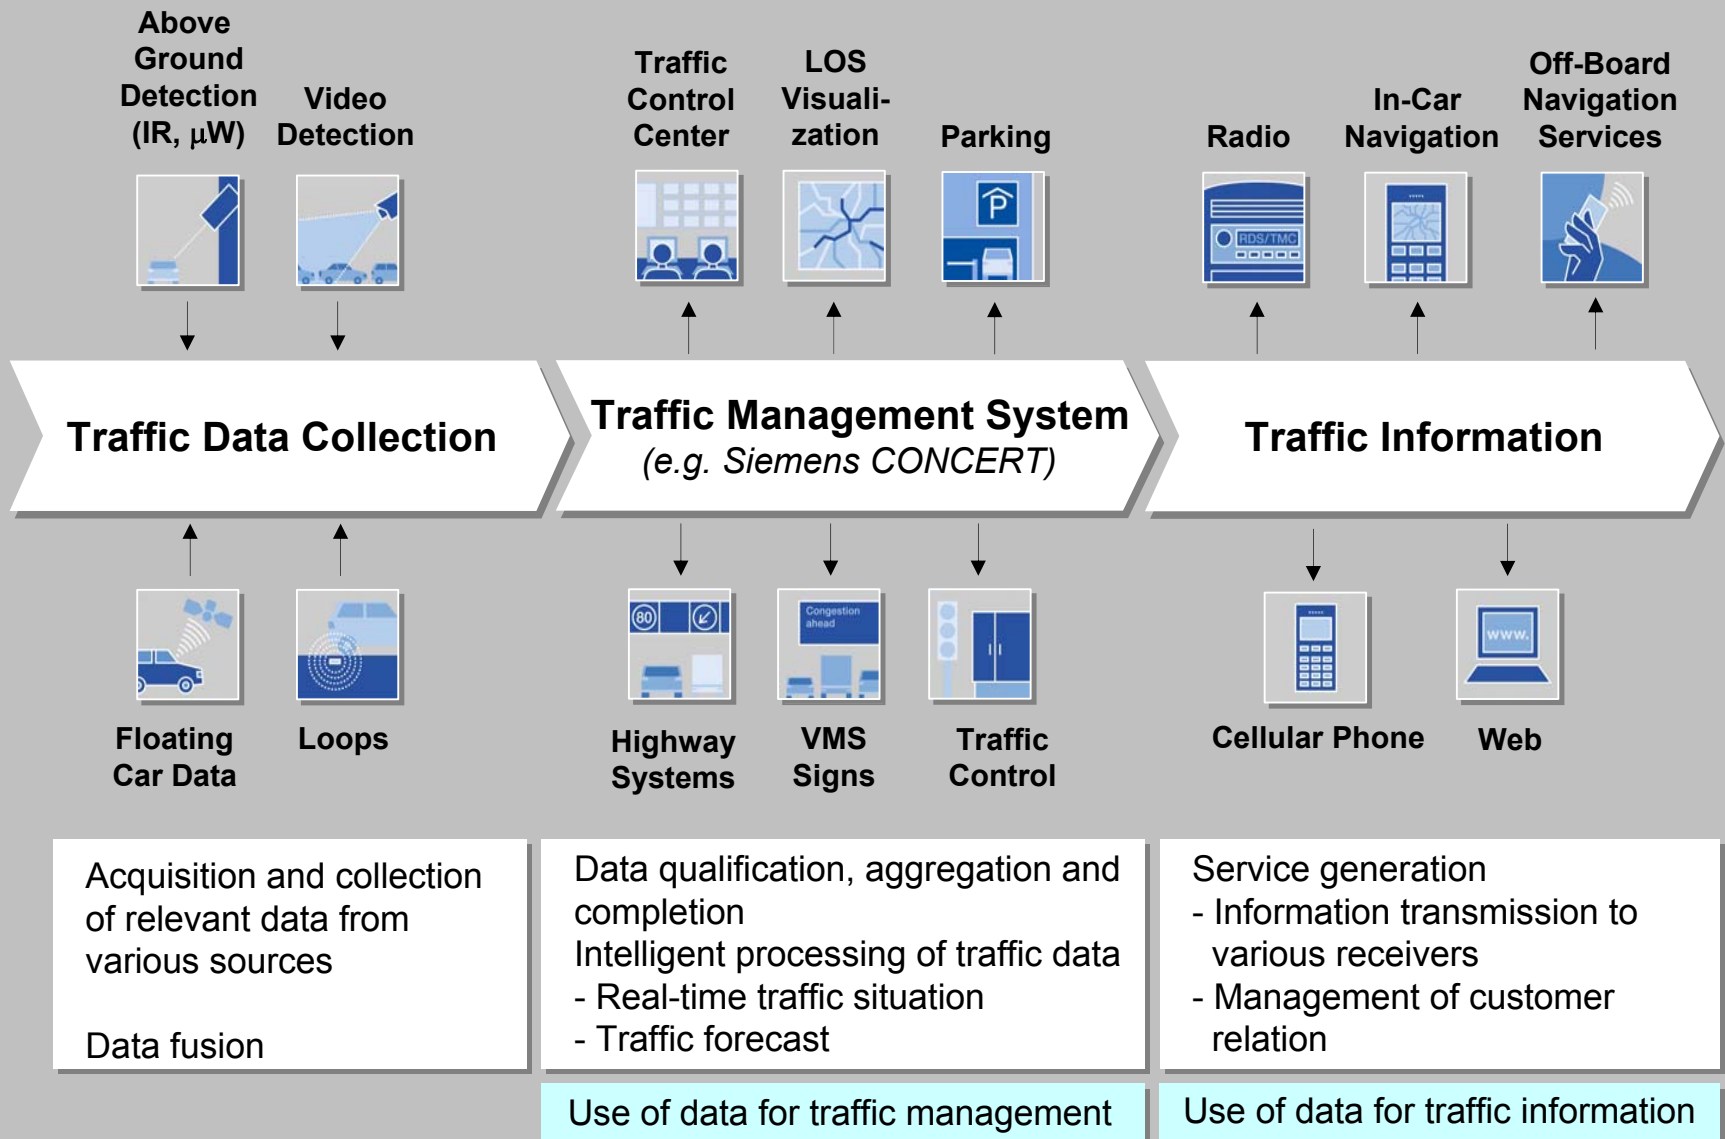 Above
Ground
Detection
(IR, µW)
Video
Detection
Traffic
Control
Center
LOS
Visuali-
zation
Parking
Radio
In-Car
Navigation
Off-Board
Navigation
Services
P
RDS/TMC
Traffic Data Collection
Traffic Management System
(e.g. Siemens CONCERT)
Traffic Information
80
Congestion
ahead
www.
Floating
Car Data
Loops
Highway
Systems
VMS
Signs
Traffic
Control
Cellular Phone
Web
Acquisition and collection
of relevant data from
various sources
Data fusion
Data qualification, aggregation and
completion
Intelligent processing of traffic data
- Real-time traffic situation
- Traffic forecast
Service generation
- Information transmission to
various receivers
- Management of customer
relation
Use of data for traffic management
Use of data for traffic information